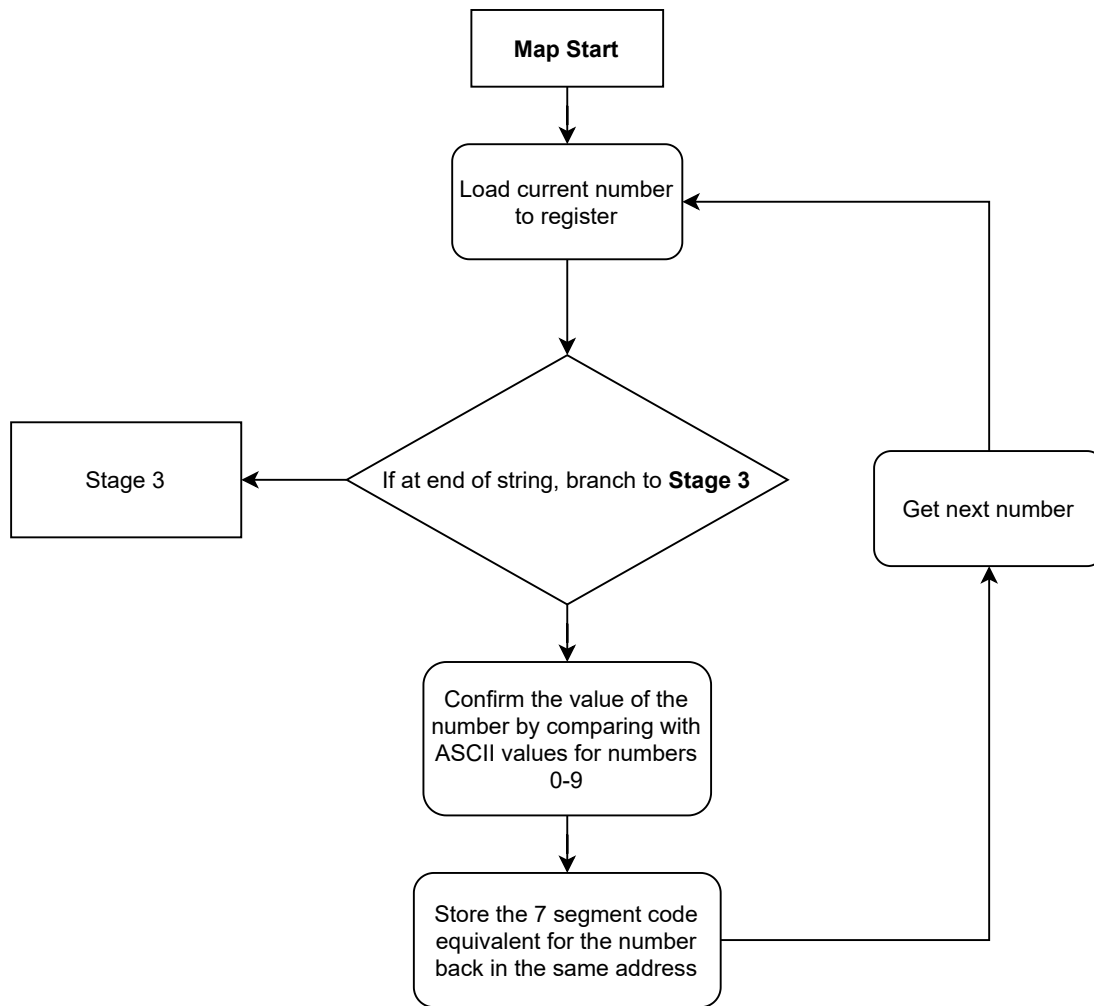 Map Start
Load current number
to register
If at end of string, branch to Stage 3
Stage 3
Get next number
Confirm the value of the
number by comparing with
ASCII values for numbers
0-9
Store the 7 segment code
equivalent for the number
back in the same address